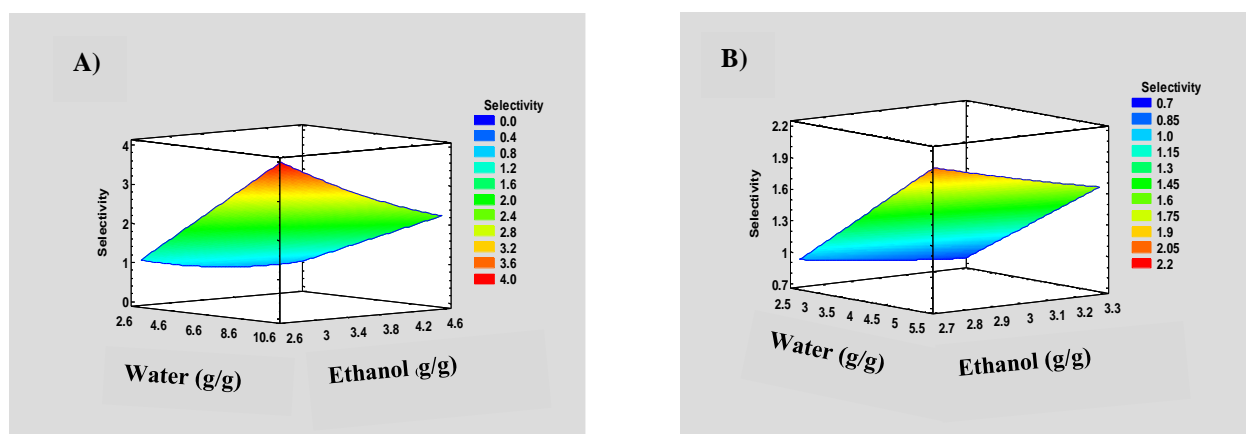 A)
Selectivity
0.0
0.4
0.8
1.2
1.6
2.0
2.4
2.8
3.2
3.6
4.0
Selectivity
4
3
2
1
0
2.6 4.6 6.6 8.6 10.6
2.6 3 3.4 3.8 4.2 4.6
Water (g/g)
Ethanol (g/g)
B)
Selectivity
0.7
0.85
1.0
1.15
1.3
1.45
1.6
1.75
1.9
2.05
2.2
Selectivity
2.2
1.9
1.6
1.3
1
0.7
2.5 3 3.5 4 4.5 5 5.5
2.7 2.8 2.9 3 3.1 3.2 3.3
Water (g/g)
Ethanol (g/g)